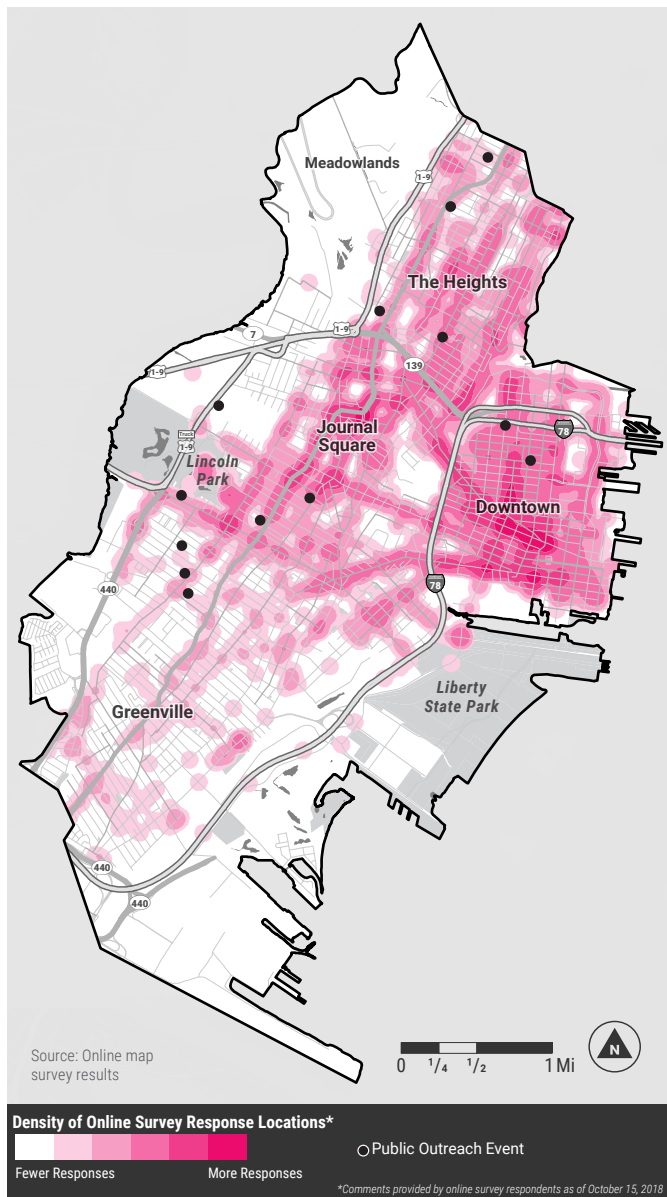 Meadowlands
1-9
The Heights
1-9
7
139
1-9
78
Journal
Square
Truck
1-9
Lincoln
Park
Downtown
78
440
Liberty
State Park
Greenville
440
440
N
Source: Online map
survey results
0 1/4 1/2 1 Mi
Density of Online Survey Response Locations*
Public Outreach Event
Fewer Responses More Responses
*Comments provided by online survey respondents as of October 15, 2018